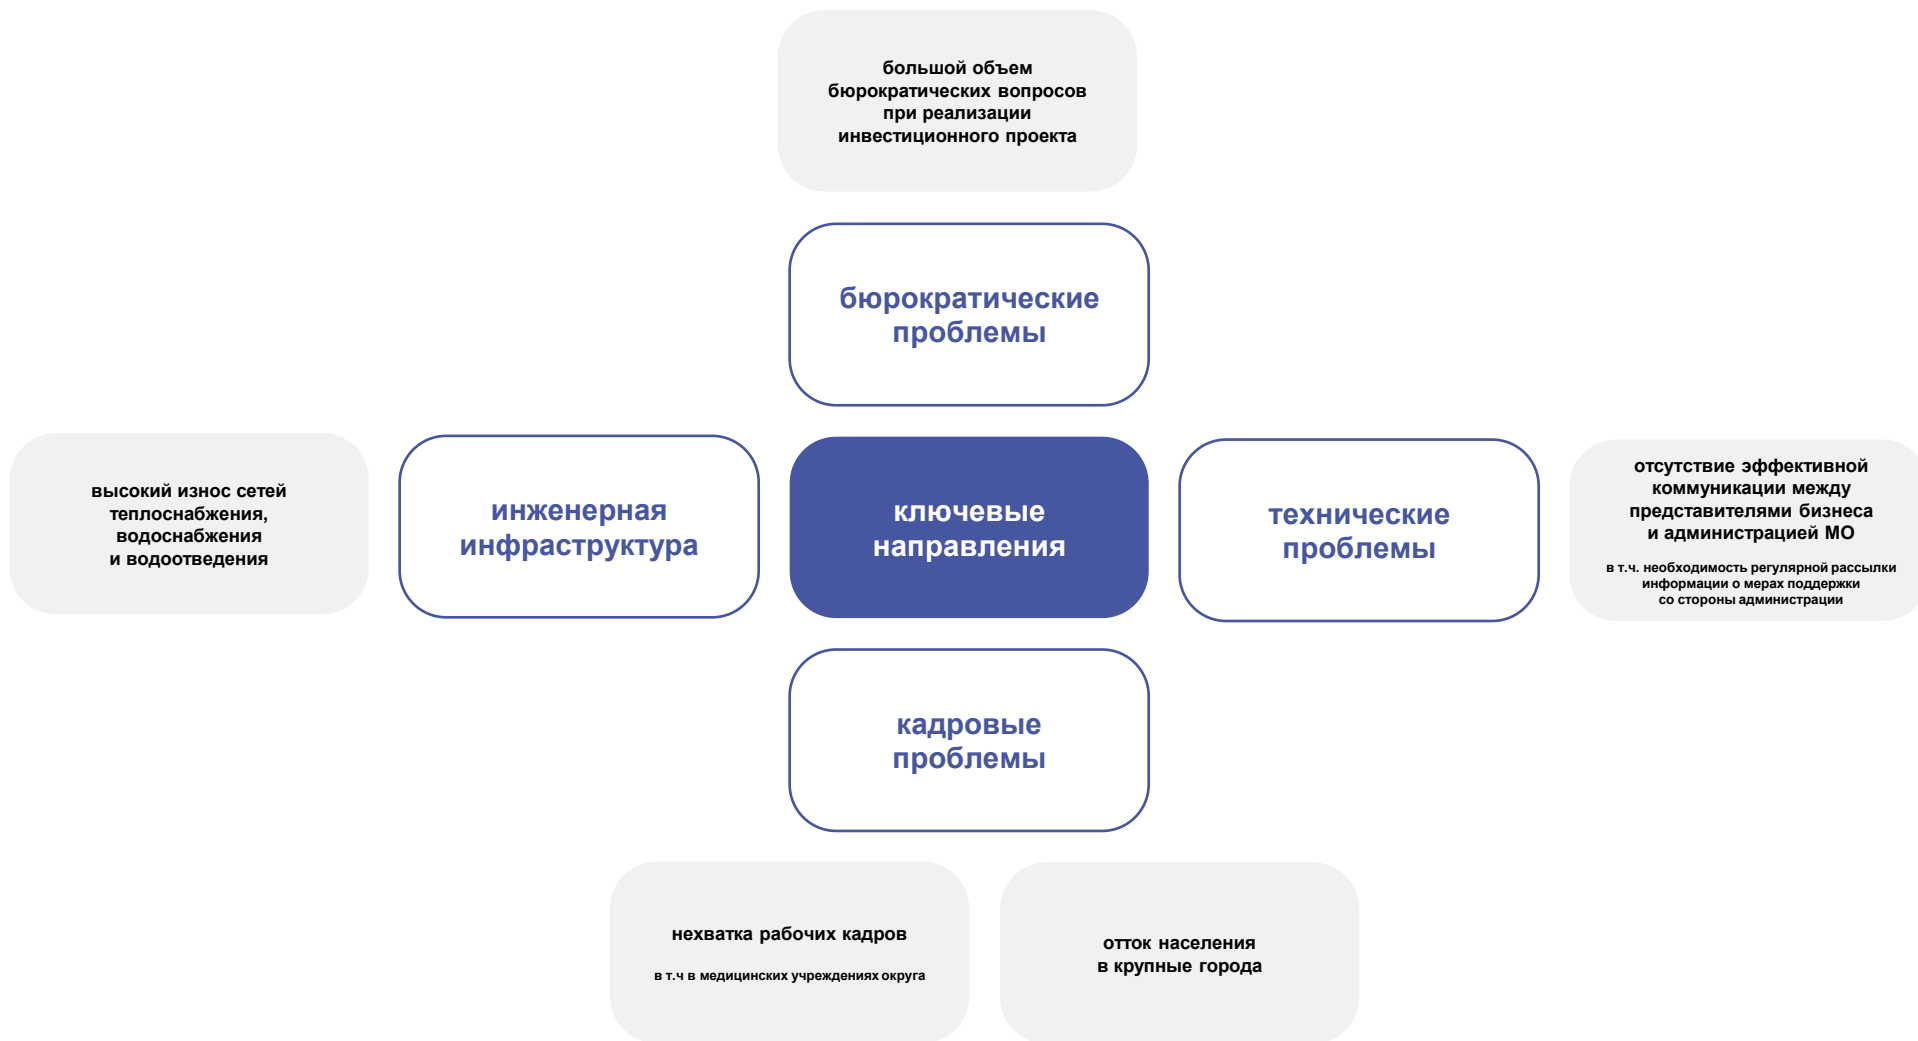 большой объем
бюрократических вопросов
при реализации
инвестиционного проекта
бюрократические
проблемы
высокий износ сетей
теплоснабжения,
водоснабжения
и водоотведения
инженерная
инфраструктура
ключевые
направления
технические
проблемы
отсутствие эффективной
коммуникации между
представителями бизнеса
и администрацией МО
в т.ч. необходимость регулярной рассылки
информации о мерах поддержки
со стороны администрации
кадровые
проблемы
нехватка рабочих кадров
в т.ч в медицинских учреждениях округа
отток населения
в крупные города